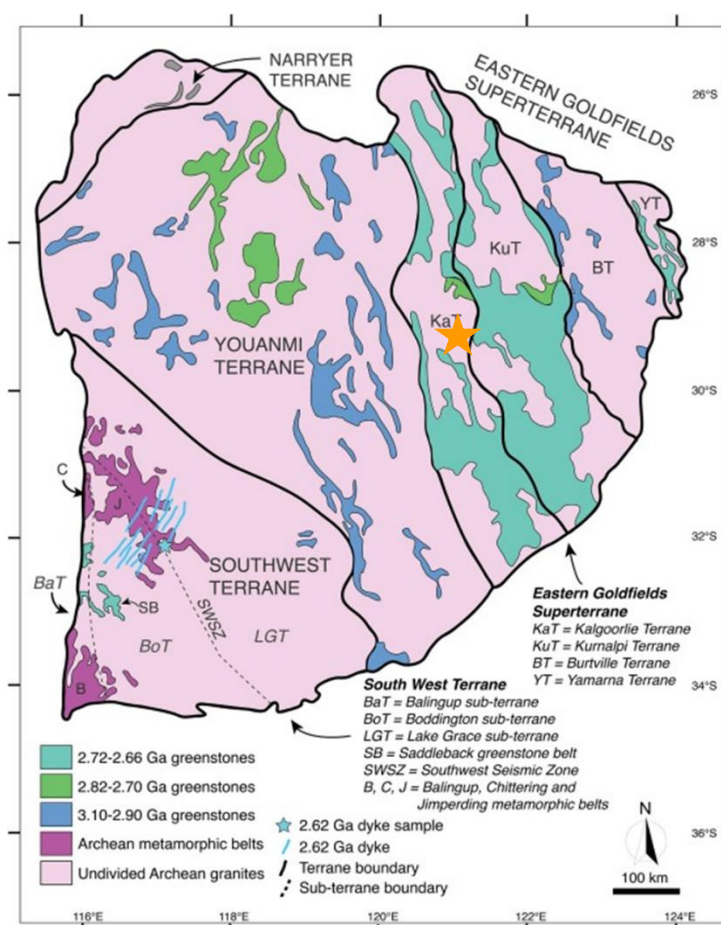 NARRYER
TERRANE
EASTERN GOLDFIELDS
SUPERTERRANE
26°S
YT
28°S
KuT
BT
KaT
YOUANMI
TERRANE
30°S
C
J
32°S
SOUTHWEST
TERRANE
BaT
SB
SWSZ
BoT
LGT
B
34°S
Eastern Goldfields
Superterrane
KaT = Kalgoorlie Terrane
KuT = Kurnalpi Terrane
BT = Burtville Terrane
YT = Yamarna Terrane
South West Terrane
BaT = Balingup sub-terrane
BoT = Boddington sub-terrane
LGT = Lake Grace sub-terrane
SB = Saddleback greenstone belt
SWSZ = Southwest Seismic Zone
B, C, J = Balingup, Chittering and
Jimperding metamorphic belts
2.72-2.66 Ga greenstones
2.82-2.70 Ga greenstones
3.10-2.90 Ga greenstones
Archean metamorphic belts
Undivided Archean granites
2.62 Ga dyke sample
2.62 Ga dyke
Terrane boundary
Sub-terrane boundary
N
100 km
36°S
116°E
118°E
120°E
122°E
124°E